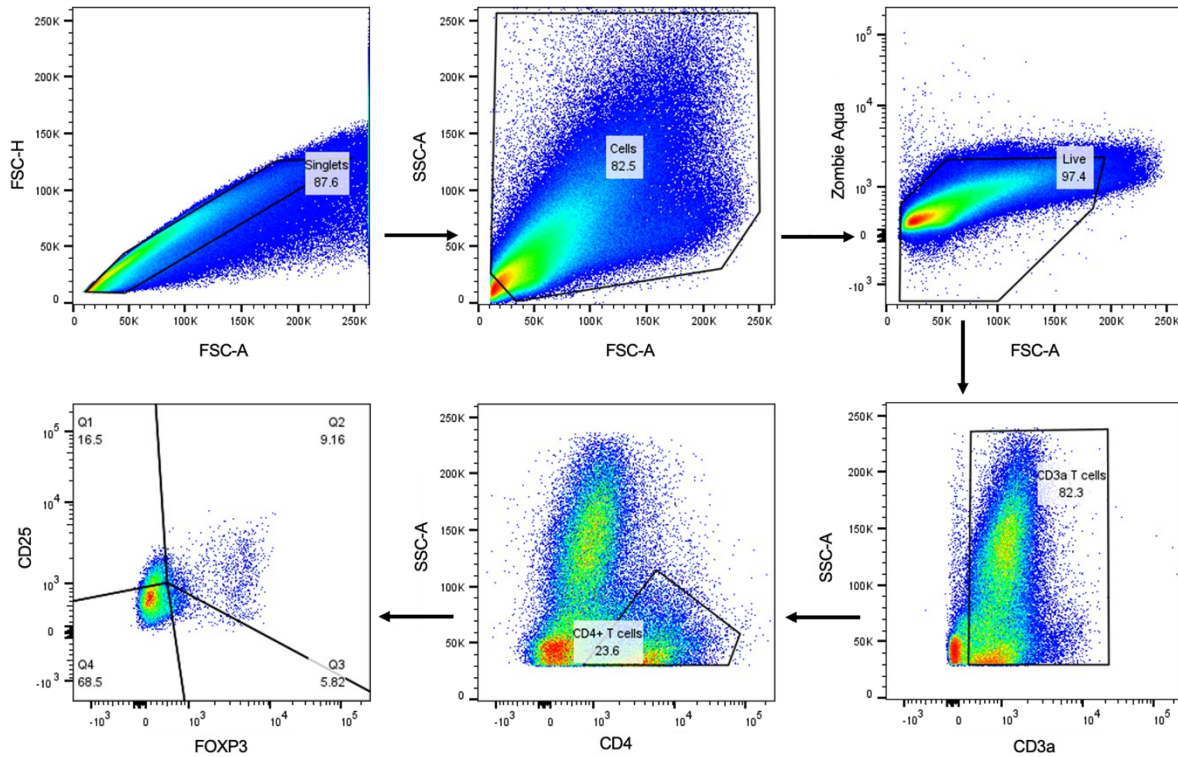 FSC-H
250K
200K
150K
100K
50K
0
Singlets
87.6
0
50K
100K
150K
200K
250K
FSC-A
SSC-A
250K
200K
150K
100K
50K
0
Cells
82.5
0
50K
100K
150K
200K
250K
FSC-A
Zombie Aqua
10^5
10^4
10^3
0
-10^3
Live
97.4
0
50K
100K
150K
200K
250K
FSC-A
CD25
10^5
10^4
10^3
0
-10^3
Q1
16.5
Q2
9.16
Q4
68.5
Q3
5.82
-10^3
0
10^3
10^4
10^5
FOXP3
SSC-A
250K
200K
150K
100K
50K
0
CD4+ T cells
23.6
-10^3
0
10^3
10^4
10^5
CD4
SSC-A
250K
200K
150K
100K
50K
0
CD3a T cells
82.3
-10^3
0
10^3
10^4
10^5
CD3a